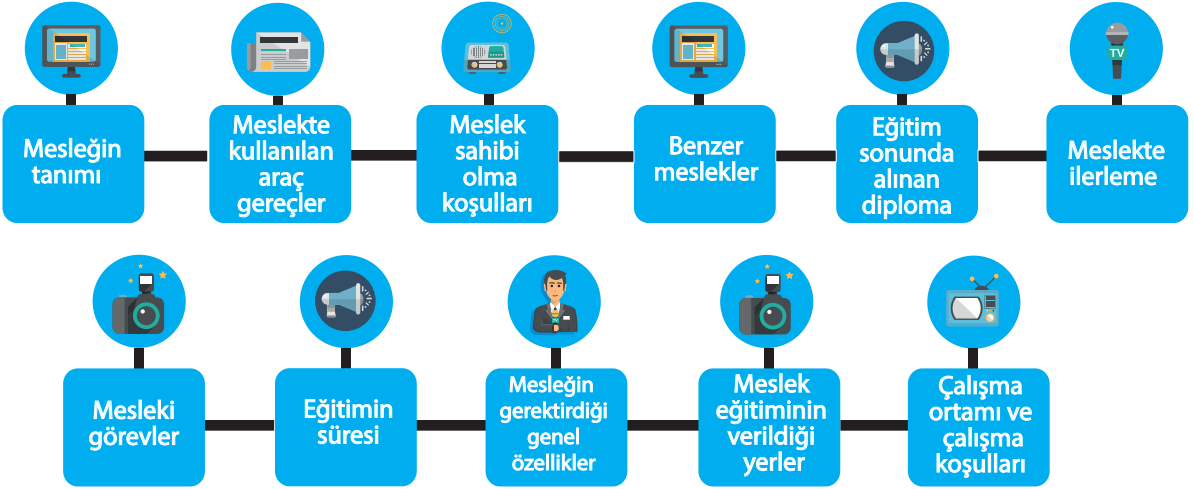 TV
Mesleğin
tanımı
Meslekte
kullanılan
araç
gereçler
Meslek
sahibi
olma
koşulları
Benzer
meslekler
Eğitim
sonunda
alınan
diploma
Meslekte
ilerleme
Mesleki
görevler
Eğitimin
süresi
Mesleğin
gerektirdiği
genel
özellikler
Meslek
eğitiminin
verildiği
yerler
Çalışma
ortamı ve
çalışma
koşulları